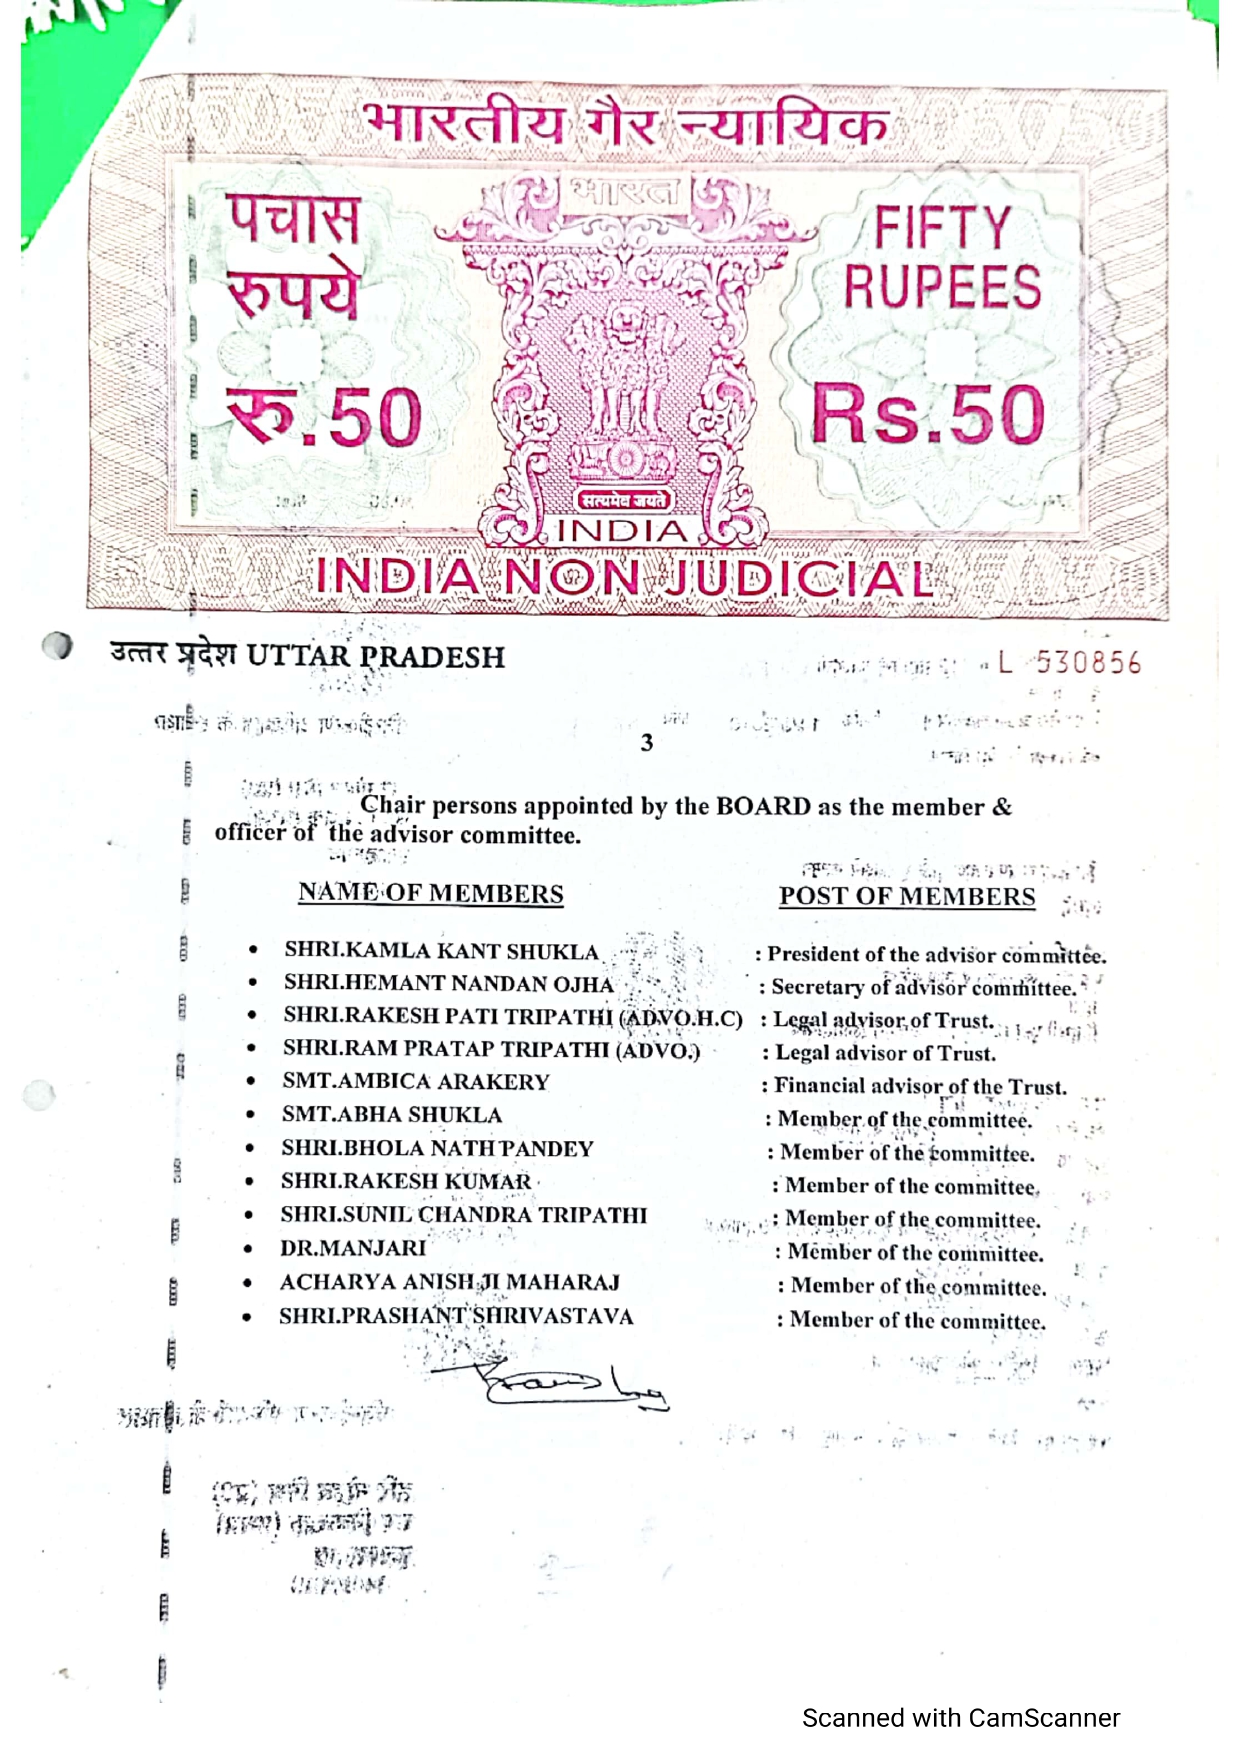 भारतीय गैर न्यायिक
भारत
पचास
रुपये
रु.50
FIFTY
RUPEES
Rs.50
सत्यमेव जयते
INDIA
INDIA NON JUDICIAL
उत्तर प्रदेश UTTAR PRADESH
L 530856
3
Chair persons appointed by the BOARD as the member &
officer of the advisor committee.
NAME OF MEMBERS POST OF MEMBERS
• SHRI.KAMLA KANT SHUKLA : President of the advisor committee.
• SHRI.HEMANT NANDAN OJHA : Secretary of advisor committee.
• SHRI.RAKESH PATI TRIPATHI (ADVO.H.C) : Legal advisor of Trust.
• SHRI.RAM PRATAP TRIPATHI (ADVO.) : Legal advisor of Trust.
• SMT.AMBICA ARAKERY : Financial advisor of the Trust.
• SMT.ABHA SHUKLA : Member of the committee.
• SHRI.BHOLA NATH PANDEY : Member of the committee.
• SHRI.RAKESH KUMAR : Member of the committee.
• SHRI.SUNIL CHANDRA TRIPATHI : Member of the committee.
• DR.MANJARI : Member of the committee.
• ACHARYA ANISH JI MAHARAJ : Member of the committee.
• SHRI.PRASHANT SHRIVASTAVA : Member of the committee.
Scanned with CamScanner